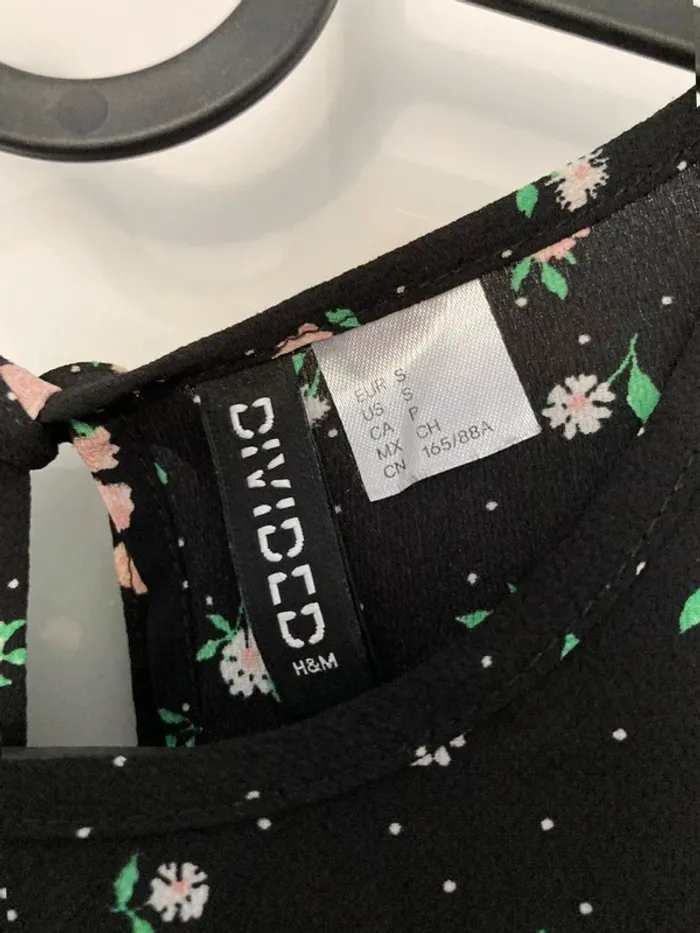 DIVIDED
H&M
EUR S
US S
CA P
MX CH
CN 165/88A